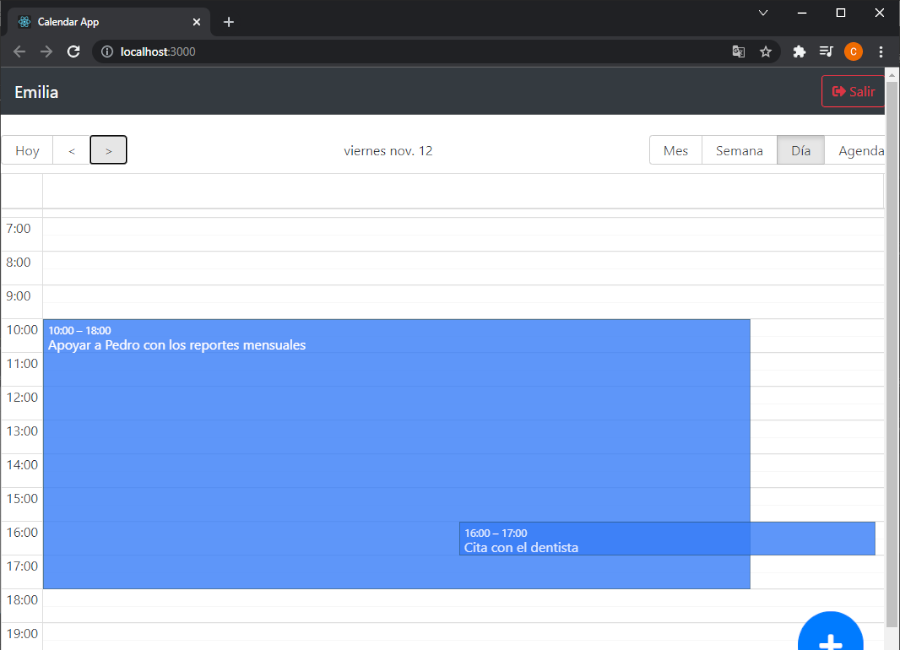 Calendar App
localhost:3000
C
Emilia
Salir
Hoy < > viernes nov. 12 Mes Semana Día Agenda
7:00
8:00
9:00
10:00
10:00 – 18:00
Apoyar a Pedro con los reportes mensuales
11:00
12:00
13:00
14:00
15:00
16:00
16:00 – 17:00
Cita con el dentista
17:00
18:00
19:00